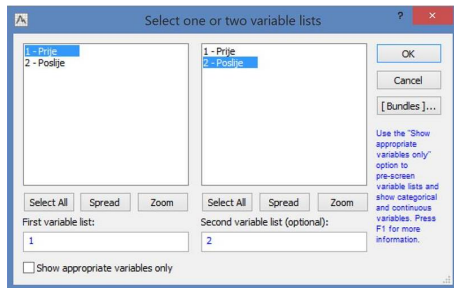 Select one or two variable lists
?
×
1 - Prije
2 - Poslije
1 - Prije
2 - Poslije
OK
Cancel
[ Bundles ]...
Use the "Show
appropriate
variables only"
option to
pre-screen
variable lists and
show categorical
and continuous
variables. Press
F1 for more
information.
Select All Spread Zoom
Select All Spread Zoom
First variable list:
1
Second variable list (optional):
2
Show appropriate variables only